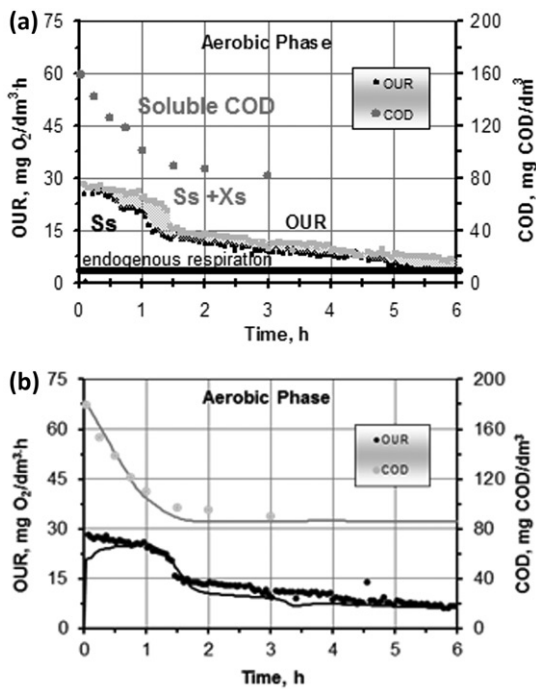 (a)
75
60
45
30
15
0
OUR, mg O₂/dm³·h
Aerobic Phase
OUR
COD
Soluble COD
Ss +Xs
Ss
OUR
endogenous respiration
200
160
120
80
40
0
COD, mg COD/dm³
0 1 2 3 4 5 6
Time, h
(b)
75
60
45
30
15
0
OUR, mg O₂/dm³·h
Aerobic Phase
OUR
COD
200
160
120
80
40
0
COD, mg COD/dm³
0 1 2 3 4 5 6
Time, h